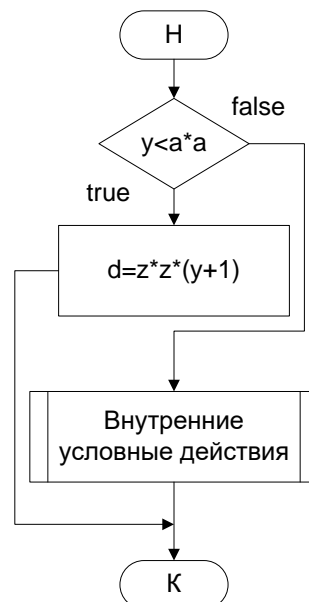 Н
false
y<a*a
true
d=z*z*(y+1)
Внутренние
условные действия
К